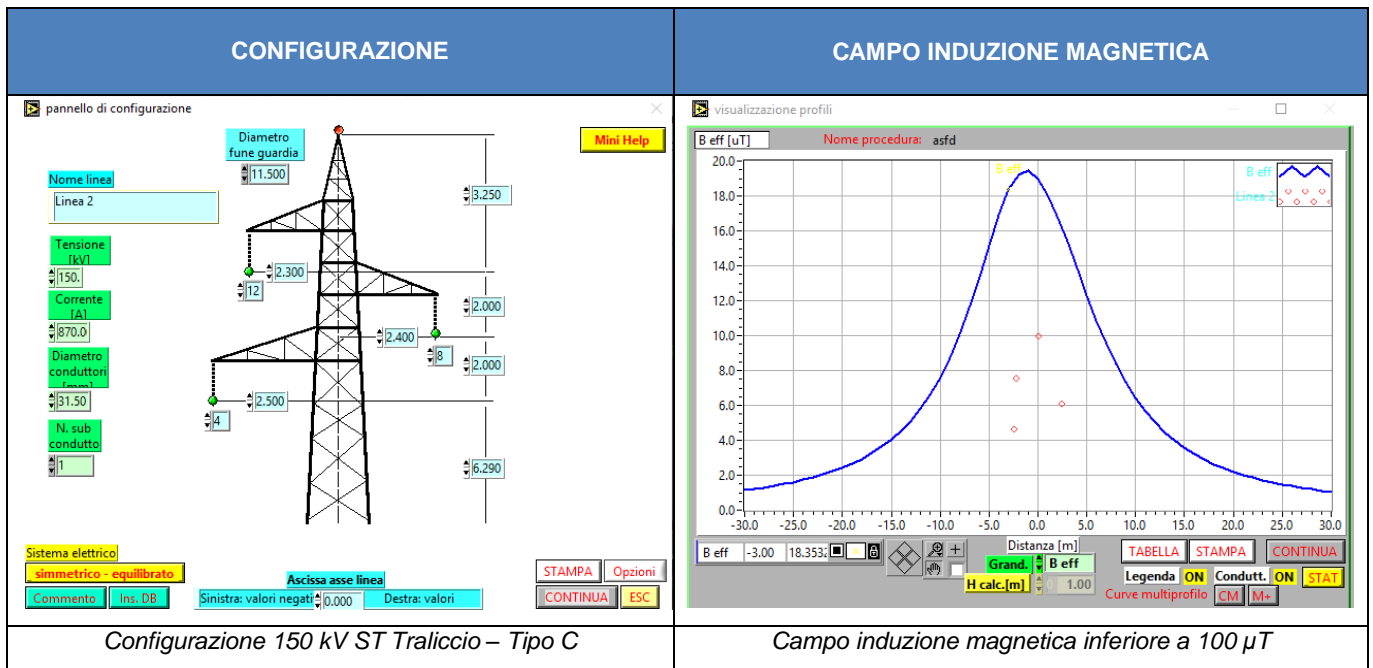 CONFIGURAZIONE
CAMPO INDUZIONE MAGNETICA
pannello di configurazione
Diametro
fune guardia
11.500
Mini Help
Nome linea
Linea 2
3.250
Tensione
[kV]
150.
2.300
12
Corrente
[A]
870.0
2.000
2.400
8
Diametro
conduttori
[mm]
31.50
2.000
2.500
4
N. sub
condutto
1
6.290
Sistema elettrico
simmetrico - equilibrato
Commento
Ins. DB
Ascissa asse linea
Sinistra: valori negati
0.000
Destra: valori
STAMPA
Opzioni
CONTINUA
ESC
visualizzazione profili
B eff [uT]
Nome procedura: asfd
B eff
B eff
Linea 2
20.0
18.0
16.0
14.0
12.0
10.0
8.0
6.0
4.0
2.0
0.0
-30.0 -25.0 -20.0 -15.0 -10.0 -5.0 0.0 5.0 10.0 15.0 20.0 25.0 30.0
Distanza [m]
B eff -3.00 18.3532
Grand. B eff
H calc.[m] 1.00
TABELLA
STAMPA
CONTINUA
Legenda ON Condutt. ON STAT
Curve multiprofilo CM M+
Configurazione 150 kV ST Traliccio – Tipo C
Campo induzione magnetica inferiore a 100 µT